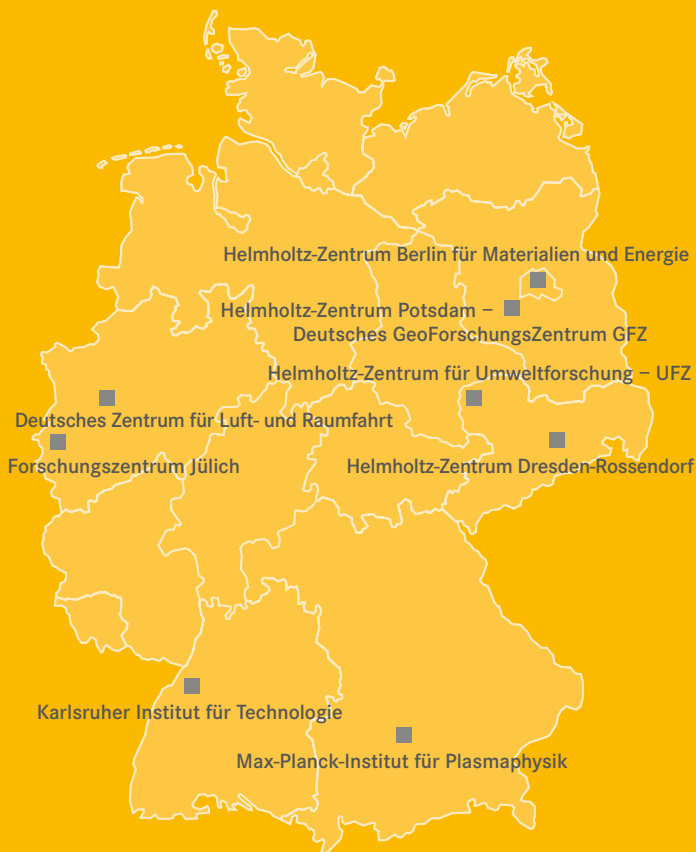 Helmholtz-Zentrum Berlin für Materialien und Energie
Helmholtz-Zentrum Potsdam –
Deutsches GeoForschungsZentrum GFZ
Helmholtz-Zentrum für Umweltforschung – UFZ
Deutsches Zentrum für Luft- und Raumfahrt
Forschungszentrum Jülich
Helmholtz-Zentrum Dresden-Rossendorf
Karlsruher Institut für Technologie
Max-Planck-Institut für Plasmaphysik